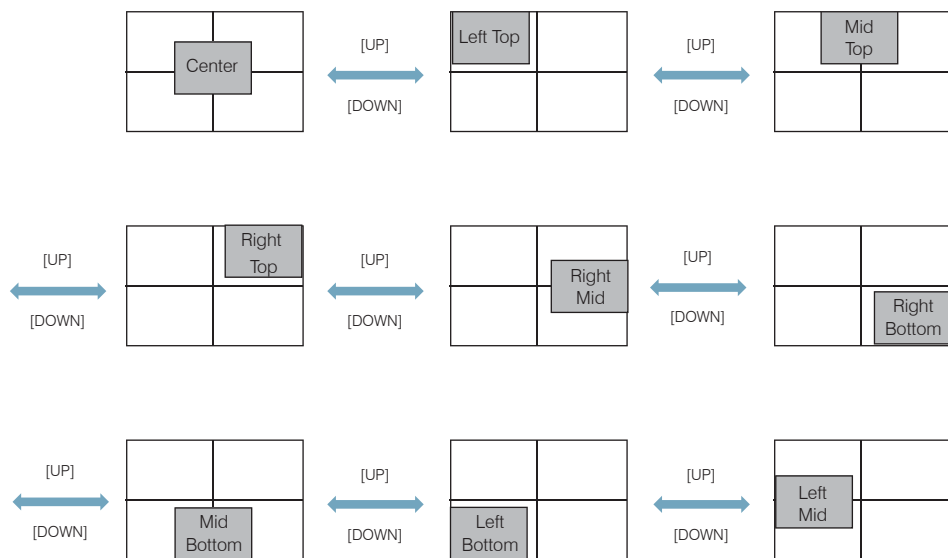 Center
[UP]
[DOWN]
Left Top
[UP]
[DOWN]
Mid
Top
[UP]
[DOWN]
Right
Top
[UP]
[DOWN]
Right
Mid
[UP]
[DOWN]
Right
Bottom
[UP]
[DOWN]
Mid
Bottom
[UP]
[DOWN]
Left
Bottom
[UP]
[DOWN]
Left
Mid